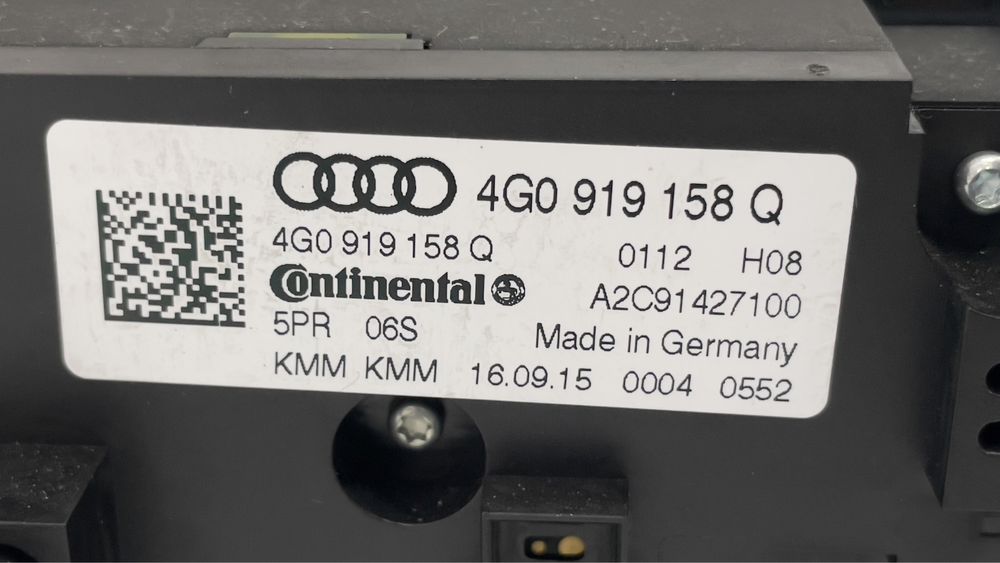 4G0 919 158 Q
4G0 919 158 Q 0112 H08
Continental A2C91427100
5PR 06S Made in Germany
KMM KMM 16.09.15 0004 0552